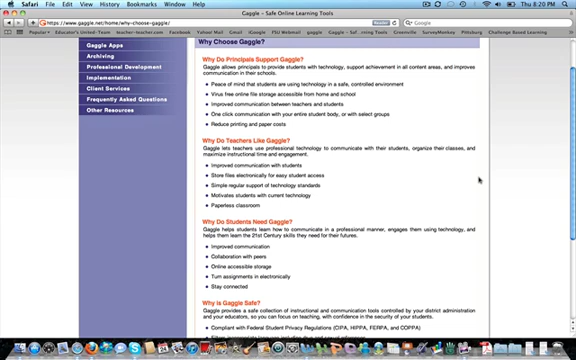 Safari File Edit View History Bookmarks Window Help
Thu 8:20 PM
Gaggle – Safe Online Learning Tools
https://www.gaggle.net/home/why-choose-gaggle/
Google
Popular Educator's United-Team teacher-teacher.com Facebook Yahoo! Mail Gmail News PSU gaggle Greenville SurveyMonkey Pittsburg Challenge Based Learning
Gaggle Apps
Archiving
Professional Development
Implementation
Client Services
Frequently Asked Questions
Other Resources
Why Choose Gaggle?
Why Do Principals Support Gaggle?
Gaggle allows principals to provide students with technology, support achievement in all content areas, and improves
communication in their schools.
Peace of mind that students are using technology in a safe, controlled environment
Virus free online file storage accessible from home and school
Improved communication between teachers and students
One click communication with your entire student body, or with select groups
Reduce printing and paper costs
Why Do Teachers Like Gaggle?
Gaggle lets teachers use professional technology to communicate with their students, organize their classes, and
maximize instructional time and engagement.
Improved communication with students
Store files electronically for easy student access
Simple regular support of technology standards
Motivates students with current technology
Paperless classroom
Why Do Students Need Gaggle?
Gaggle helps students learn how to communicate in a professional manner, engages them using technology, and
helps them learn the 21st Century skills they need for their futures.
Improved communication
Collaboration with peers
Online accessible storage
Turn assignments in electronically
Stay connected
Why is Gaggle Safe?
Gaggle provides a safe collection of instructional and communication tools controlled by your district administration
and your educators, so you can focus on teaching, with confidence in the security of your students.
Compliant with Federal Student Privacy Regulations (CIPA, HIPPA, FERPA, and COPPA)